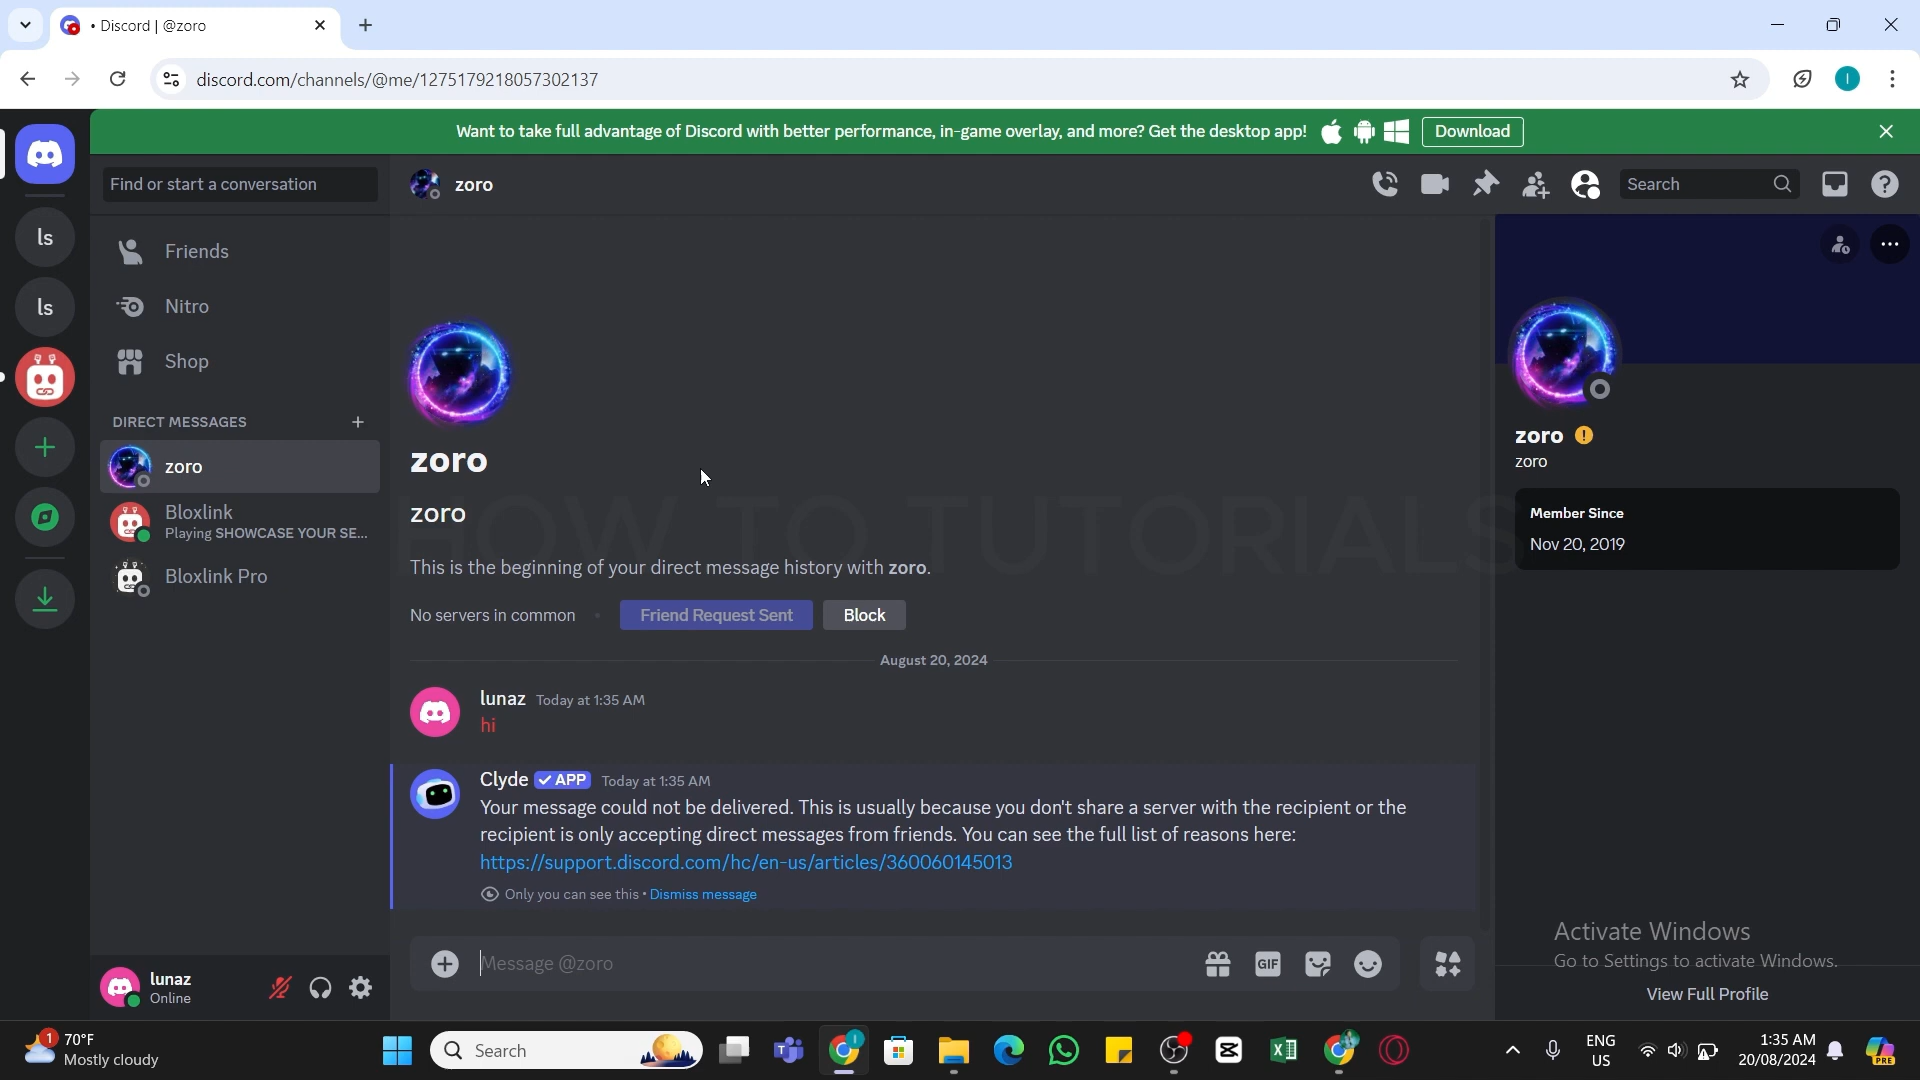 • Discord | @zoro
discord.com/channels/@me/1275179218057302137
I
Want to take full advantage of Discord with better performance, in-game overlay, and more? Get the desktop app!
Download
Find or start a conversation
zoro
Search
ls
ls
Friends
Nitro
Shop
DIRECT MESSAGES
zoro
Bloxlink
Playing SHOWCASE YOUR SE...
Bloxlink Pro
zoro
zoro
HOW TO TUTORIALS
This is the beginning of your direct message history with zoro.
No servers in common
Friend Request Sent
Block
August 20, 2024
lunaz Today at 1:35 AM
hi
Clyde APP Today at 1:35 AM
Your message could not be delivered. This is usually because you don't share a server with the recipient or the
recipient is only accepting direct messages from friends. You can see the full list of reasons here:
https://support.discord.com/hc/en-us/articles/360060145013
Only you can see this • Dismiss message
Message @zoro
GIF
zoro
zoro
Member Since
Nov 20, 2019
Activate Windows
Go to Settings to activate Windows.
View Full Profile
lunaz
Online
1
70°F
Mostly cloudy
Search
I
ENG
US
1:35 AM
20/08/2024
PRE